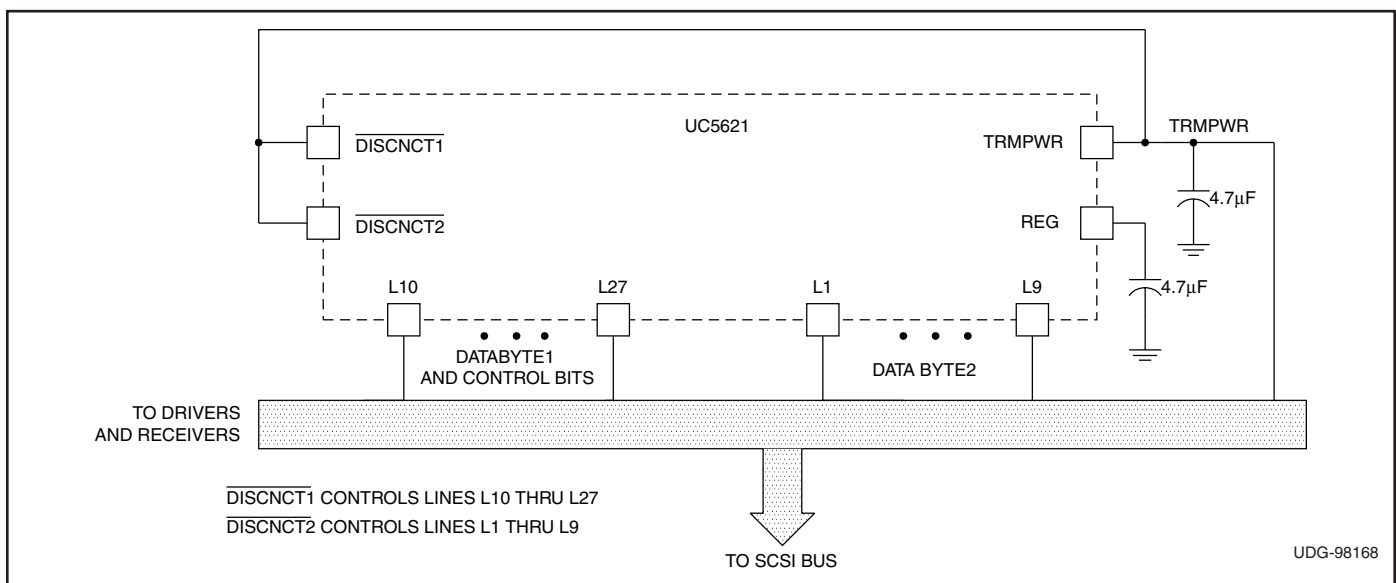 UC5621
DISCNCT1
TRMPWR
TRMPWR
4.7µF
DISCNCT2
REG
4.7µF
L10
L27
L1
L9
DATABYTE1
AND CONTROL BITS
DATA BYTE2
TO DRIVERS
AND RECEIVERS
DISCNCT1 CONTROLS LINES L10 THRU L27
DISCNCT2 CONTROLS LINES L1 THRU L9
TO SCSI BUS
UDG-98168